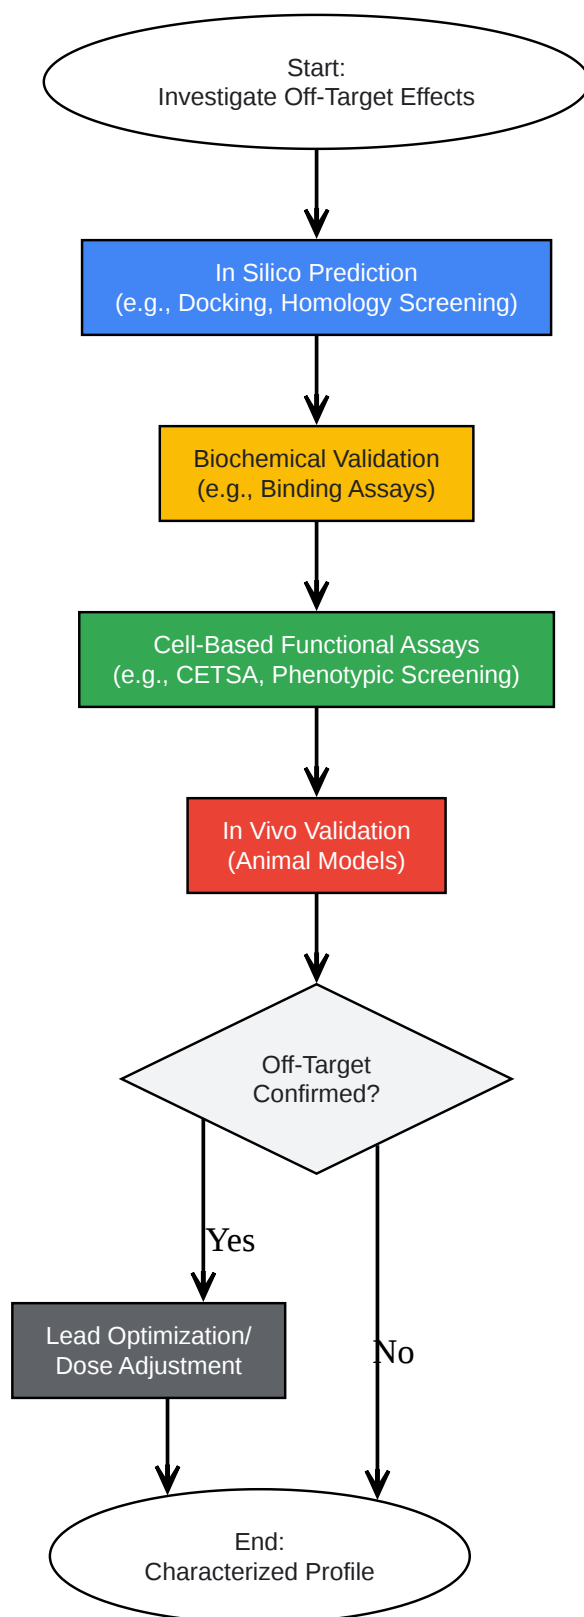 Start:
Investigate Off-Target Effects
In Silico Prediction
(e.g., Docking, Homology Screening)
Biochemical Validation
(e.g., Binding Assays)
Cell-Based Functional Assays
(e.g., CETSA, Phenotypic Screening)
In Vivo Validation
(Animal Models)
Off-Target
Confirmed?
Yes
Lead Optimization/
Dose Adjustment
No
End:
Characterized Profile